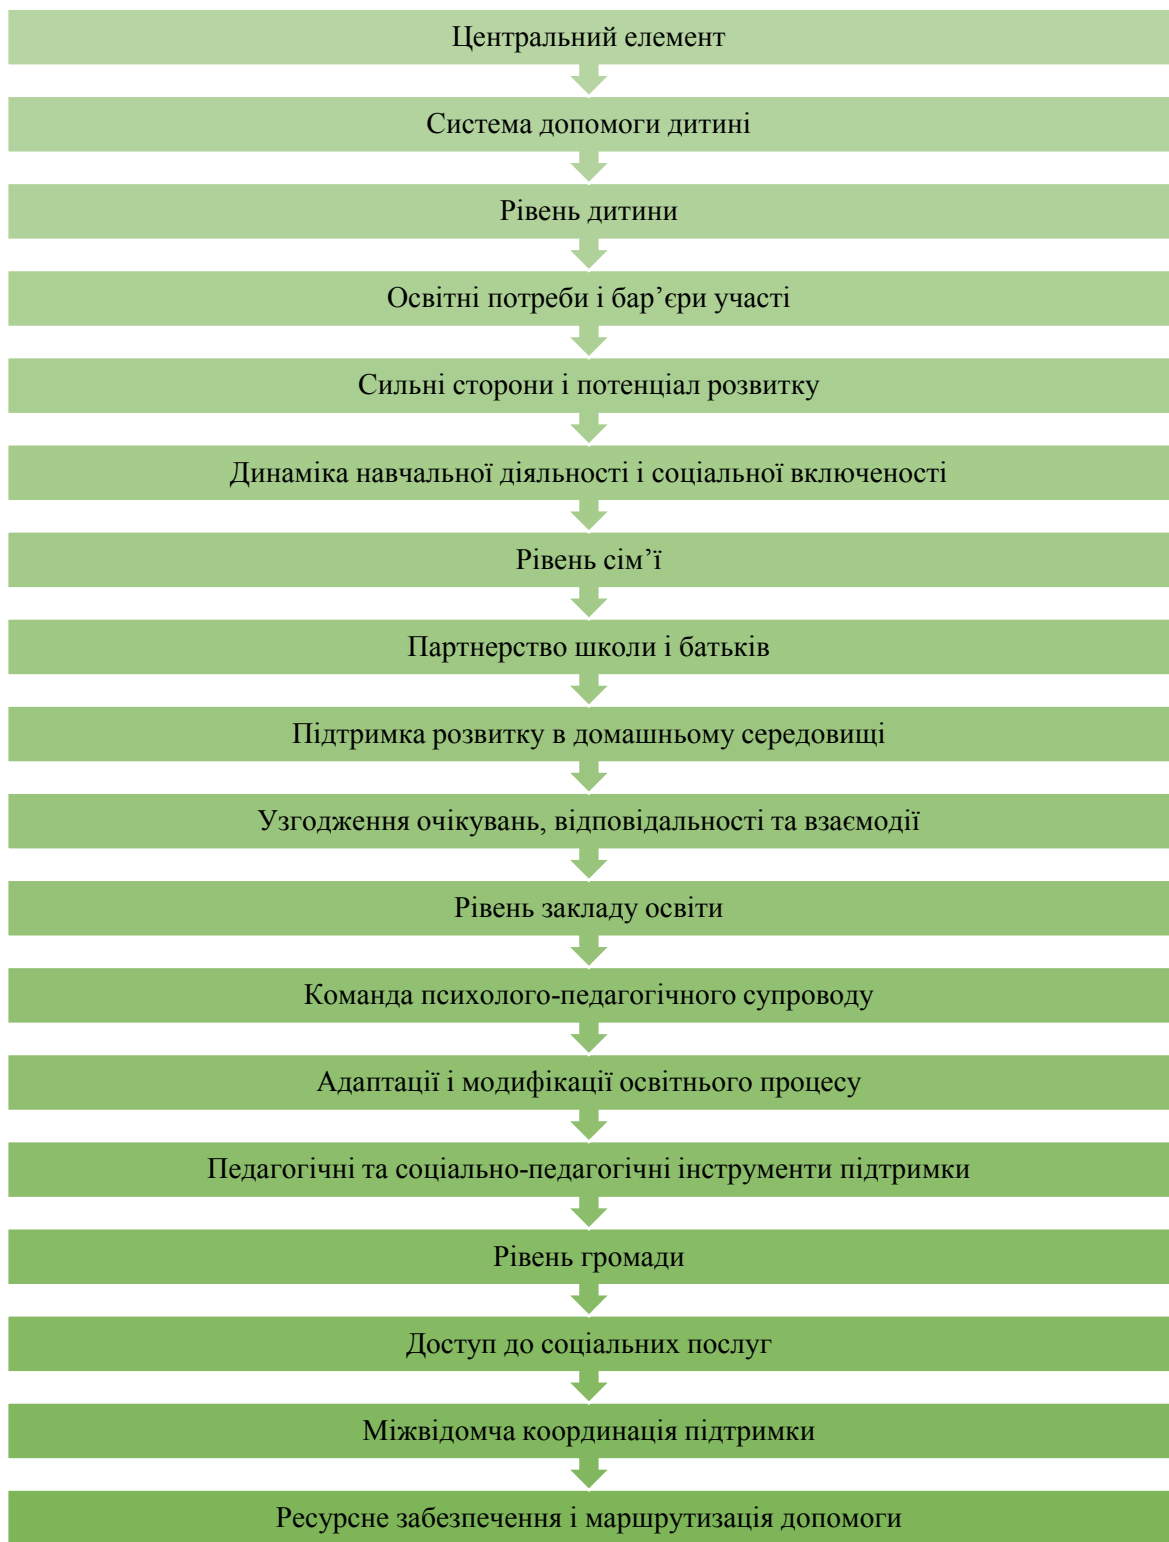 Центральний елемент
Система допомоги дитині
Рівень дитини
Освітні потреби і бар’єри участі
Сильні сторони і потенціал розвитку
Динаміка навчальної діяльності і соціальної включеності
Рівень сім’ї
Партнерство школи і батьків
Підтримка розвитку в домашньому середовищі
Узгодження очікувань, відповідальності та взаємодії
Рівень закладу освіти
Команда психолого-педагогічного супроводу
Адаптації і модифікації освітнього процесу
Педагогічні та соціально-педагогічні інструменти підтримки
Рівень громади
Доступ до соціальних послуг
Міжвідомча координація підтримки
Ресурсне забезпечення і маршрутизація допомоги